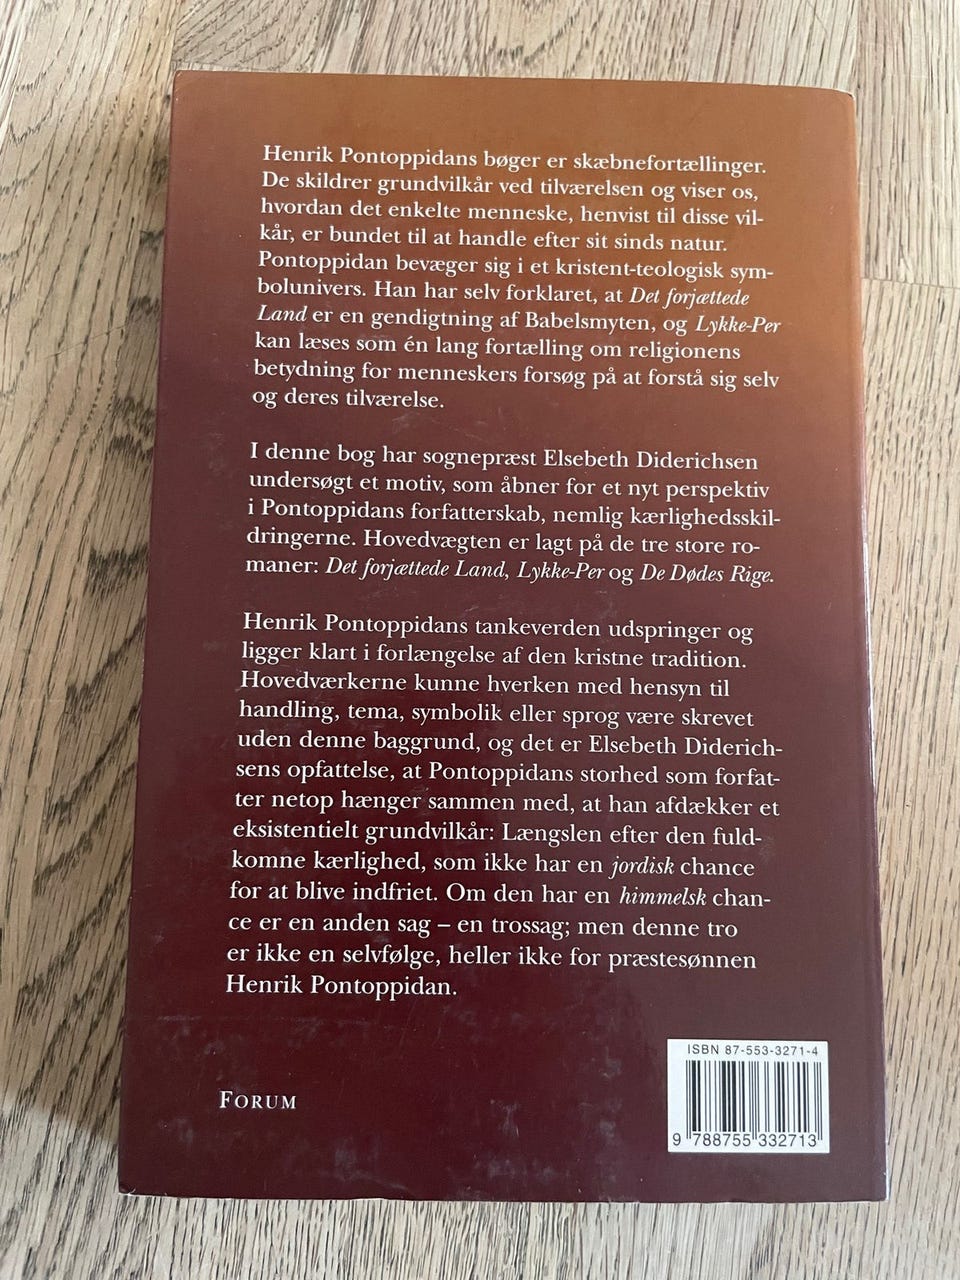 Henrik Pontoppidans bøger er skæbnefortællinger.
De skildrer grundvilkår ved tilværelsen og viser os,
hvordan det enkelte menneske, henvist til disse vil-
kår, er bundet til at handle efter sit sinds natur.
Pontoppidan bevæger sig i et kristent-teologisk sym-
bolunivers. Han har selv forklaret, at Det forjættede
Land er en gendigtning af Babelsmyten, og Lykke-Per
kan læses som én lang fortælling om religionens
betydning for menneskers forsøg på at forstå sig selv
og deres tilværelse.
I denne bog har sognepræst Elsebeth Diderichsen
undersøgt et motiv, som åbner for et nyt perspektiv
i Pontoppidans forfatterskab, nemlig kærlighedsskil-
dringerne. Hovedvægten er lagt på de tre store ro-
maner: Det forjættede Land, Lykke-Per og De Dødes Rige.
Henrik Pontoppidans tankeverden udspringer og
ligger klart i forlængelse af den kristne tradition.
Hovedværkerne kunne hverken med hensyn til
handling, tema, symbolik eller sprog være skrevet
uden denne baggrund, og det er Elsebeth Diderich-
sens opfattelse, at Pontoppidans storhed som forfat-
ter netop hænger sammen med, at han afdækker et
eksistentielt grundvilkår: Længslen efter den fuld-
komne kærlighed, som ikke har en jordisk chance
for at blive indfriet. Om den har en himmelsk chan-
ce er en anden sag – en trossag; men denne tro
er ikke en selvfølge, heller ikke for præstesønnen
Henrik Pontoppidan.
ISBN 87-553-3271-4
FORUM
9 788755 332713